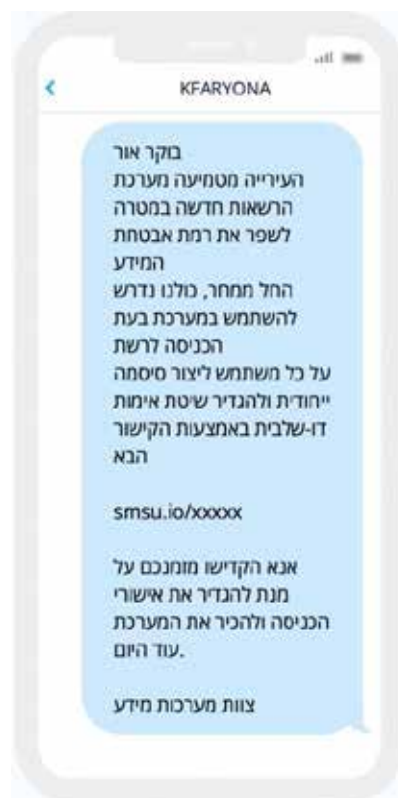 KFARYONA
בוקר אור
העירייה מטמיעה מערכת
הרשאות חדשה במטרה
לשפר את רמת אבטחת
המידע
החל ממחר, כולנו נדרש
להשתמש במערכת בעת
הכניסה לרשת
על כל משתמש ליצור סיסמה
ייחודית ולהגדיר שיטת אימות
דו-שלבית באמצעות הקישור
הבא
smsu.io/xxxxx
אנא הקדישו מזמנכם על
מנת להגדיר את אישורי
הכניסה ולהכיר את המערכת
.עוד היום
צוות מערכות מידע